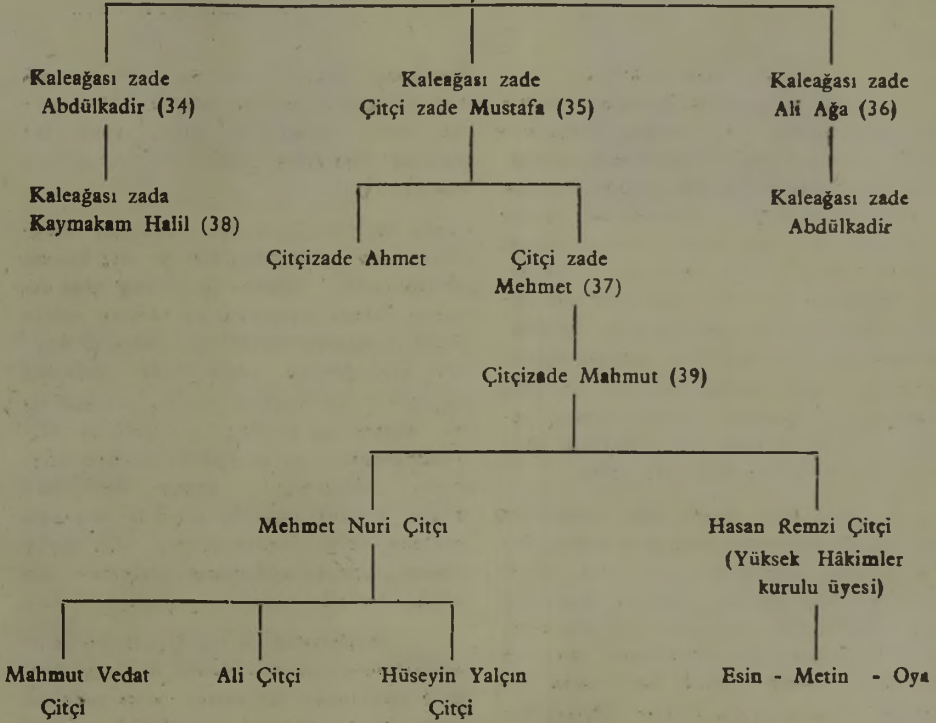 Kaleağası zade
Abdülkadir (34)
Kaleağası zade
Çitçi zade Mustafa (35)
Kaleağası zade
Ali Ağa (36)
Kaleağası zada
Kaymakam Halil (38)
Kaleağası zade
Abdülkadir
Çitçizade Ahmet
Çitçi zade
Mehmet (37)
Çitçizade Mahmut (39)
Mehmet Nuri Çitçı
Hasan Remzi Çitçi
(Yüksek Hâkimler
kurulu üyesi)
Mahmut Vedat
Çitçi
Ali Çitçi
Hüseyin Yalçın
Çitçi
Esin - Metin - Oya